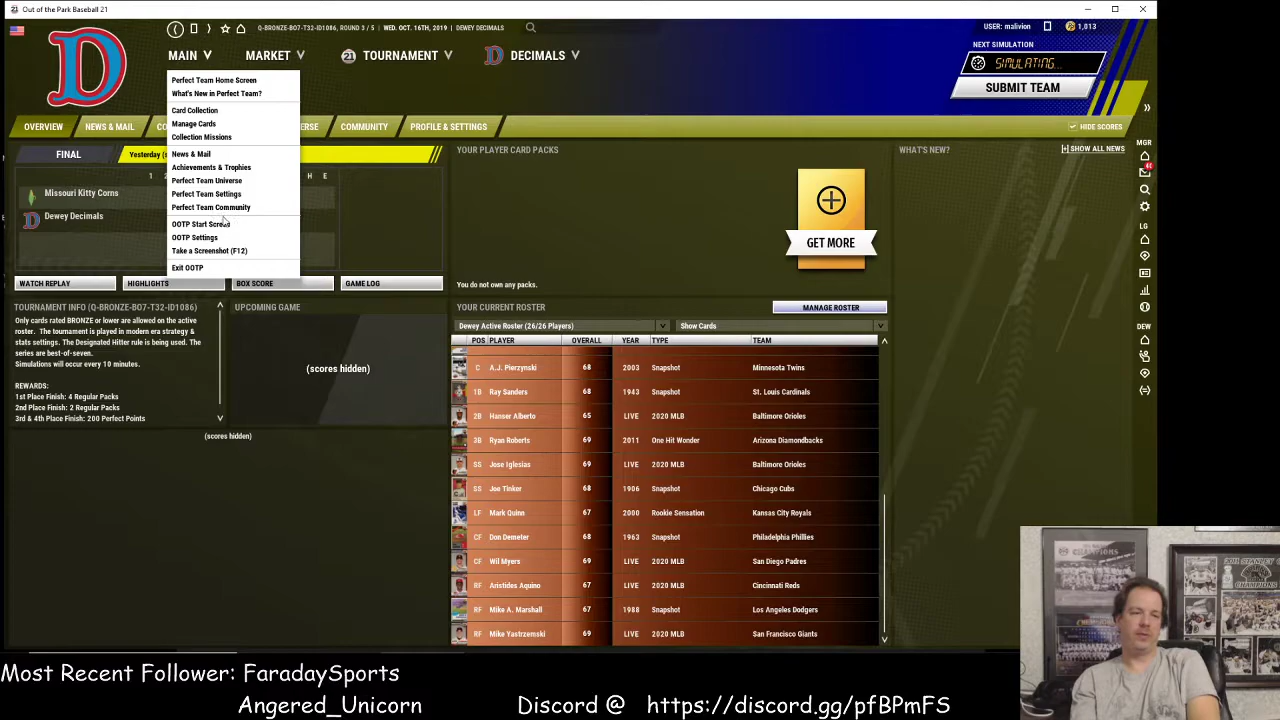 Out of the Park Baseball 21
Q-BRONZE-BO7-T32-ID1086, ROUND 3 / 5 | WED. OCT. 16TH, 2019 | DEWEY DECIMALS
USER: malivion
1,013
D
MAIN
MARKET
21 TOURNAMENT
D DECIMALS
NEXT SIMULATION
SIMULATING...
SUBMIT TEAM
Perfect Team Home Screen
What's New in Perfect Team?
Card Collection
Manage Cards
Collection Missions
News & Mail
Achievements & Trophies
Perfect Team Universe
Perfect Team Settings
Perfect Team Community
OOTP Start Screen
OOTP Settings
Take a Screenshot (F12)
Exit OOTP
OVERVIEW
NEWS & MAIL
CO
ERSE
COMMUNITY
PROFILE & SETTINGS
HIDE SCORES
FINAL
Yesterday (s
1
H E
Missouri Kitty Corns
Dewey Decimals
WATCH REPLAY
HIGHLIGHTS
BOX SCORE
GAME LOG
YOUR PLAYER CARD PACKS
GET MORE
You do not own any packs.
WHAT'S NEW?
[+] SHOW ALL NEWS
MGR
LG
DEW
TOURNAMENT INFO (Q-BRONZE-BO7-T32-ID1086)
Only cards rated BRONZE or lower are allowed on the active
roster. The tournament is played in modern era strategy &
stats settings. The Designated Hitter rule is being used. The
series are best-of-seven.
Simulations will occur every 10 minutes.
REWARDS:
1st Place Finish: 4 Regular Packs
2nd Place Finish: 2 Regular Packs
3rd & 4th Place Finish: 200 Perfect Points
UPCOMING GAME
(scores hidden)
(scores hidden)
YOUR CURRENT ROSTER
MANAGE ROSTER
Dewey Active Roster (26/26 Players)
Show Cards
POS PLAYER OVERALL YEAR TYPE TEAM
C A.J. Pierzynski 68 2003 Snapshot Minnesota Twins
1B Ray Sanders 68 1943 Snapshot St. Louis Cardinals
2B Hanser Alberto 65 LIVE 2020 MLB Baltimore Orioles
3B Ryan Roberts 69 2011 One Hit Wonder Arizona Diamondbacks
SS Jose Iglesias 69 LIVE 2020 MLB Baltimore Orioles
SS Joe Tinker 68 1906 Snapshot Chicago Cubs
LF Mark Quinn 67 2000 Rookie Sensation Kansas City Royals
CF Don Demeter 68 1963 Snapshot Philadelphia Phillies
CF Wil Myers 69 LIVE 2020 MLB San Diego Padres
RF Aristides Aquino 67 LIVE 2020 MLB Cincinnati Reds
RF Mike A. Marshall 67 1988 Snapshot Los Angeles Dodgers
RF Mike Yastrzemski 69 LIVE 2020 MLB San Francisco Giants
Most Recent Follower: FaradaySports
Angered_Unicorn
Discord @ https://discord.gg/pfBPmFS